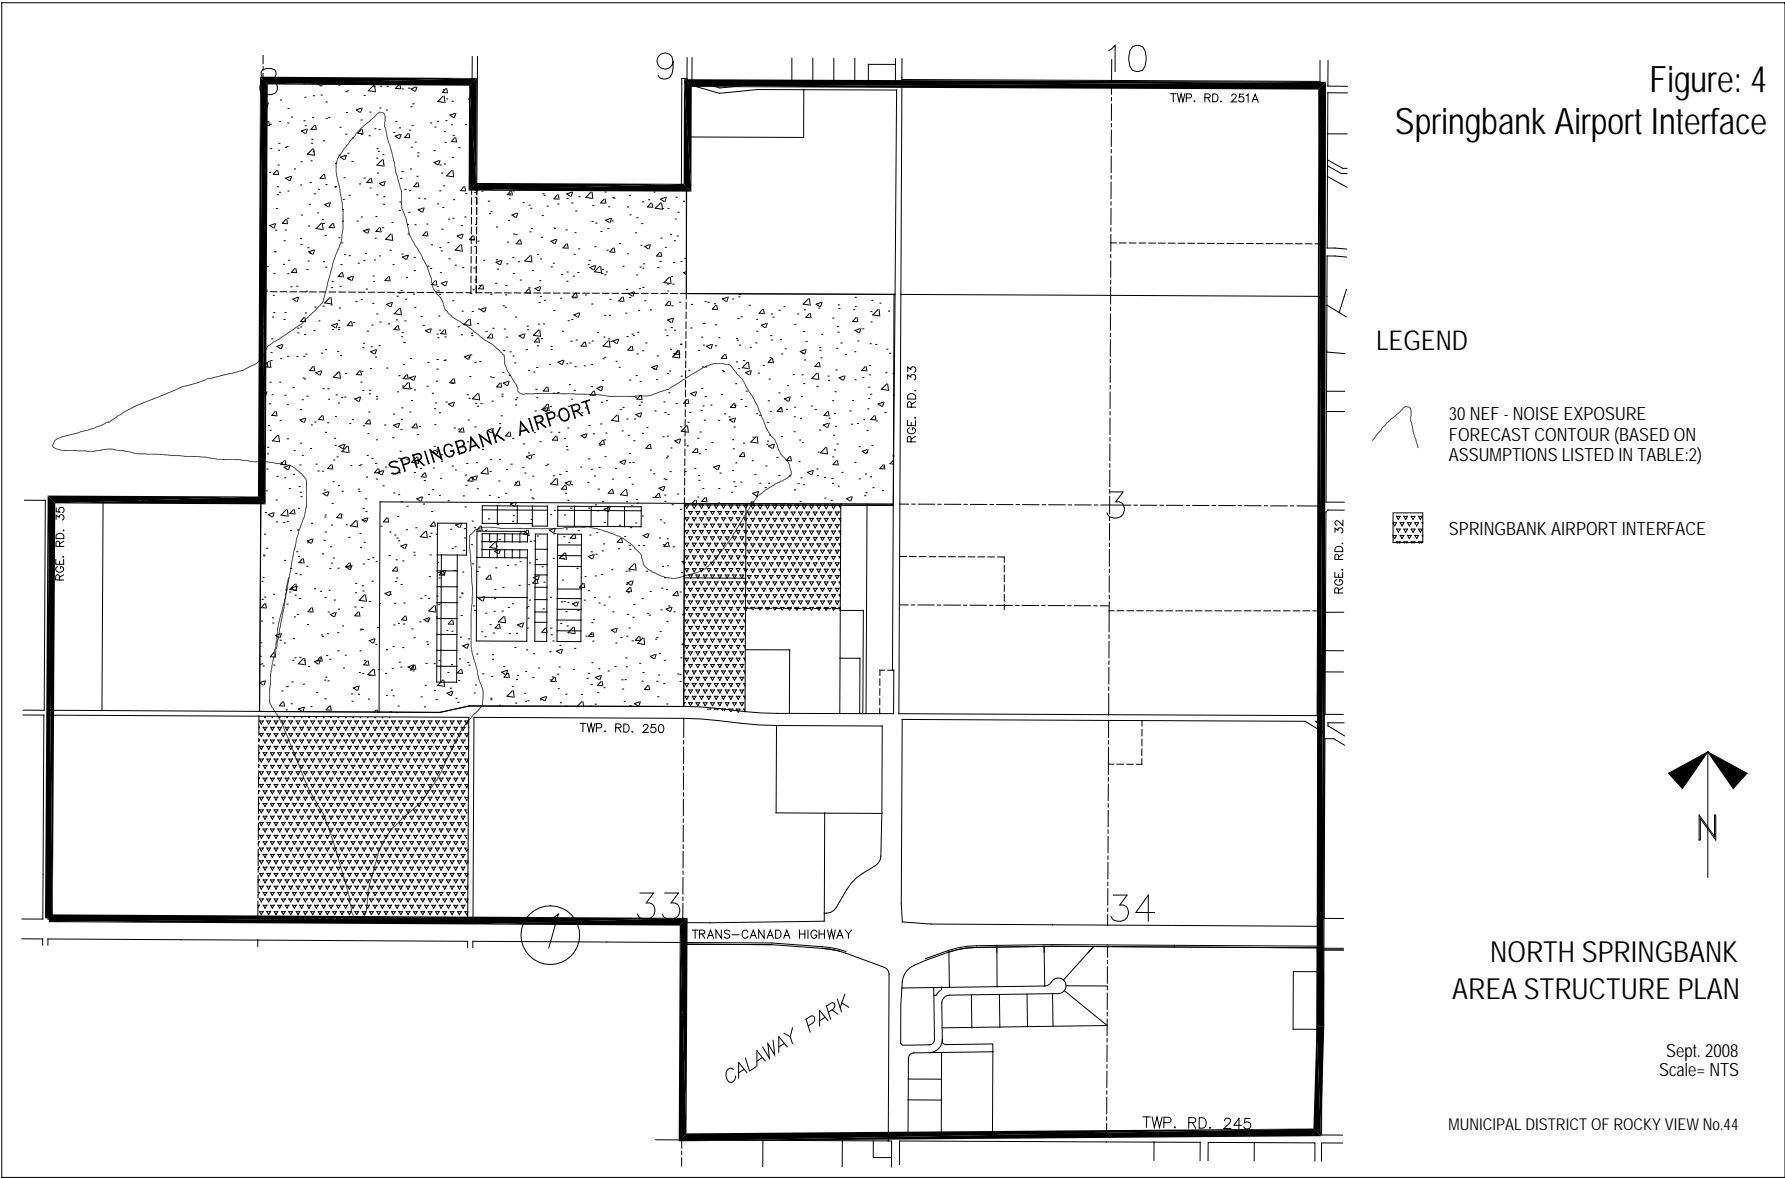 Figure: 4
Springbank Airport Interface
8
9
10
TWP. RD. 251A
LEGEND
30 NEF - NOISE EXPOSURE
FORECAST CONTOUR (BASED ON
ASSUMPTIONS LISTED IN TABLE:2)
SPRINGBANK AIRPORT INTERFACE
RGE. RD. 33
SPRINGBANK AIRPORT
3
RGE. RD. 35
RGE. RD. 32
TWP. RD. 250
N
33
34
1
TRANS-CANADA HIGHWAY
CALAWAY PARK
TWP. RD. 245
NORTH SPRINGBANK
AREA STRUCTURE PLAN
Sept. 2008
Scale= NTS
MUNICIPAL DISTRICT OF ROCKY VIEW No.44